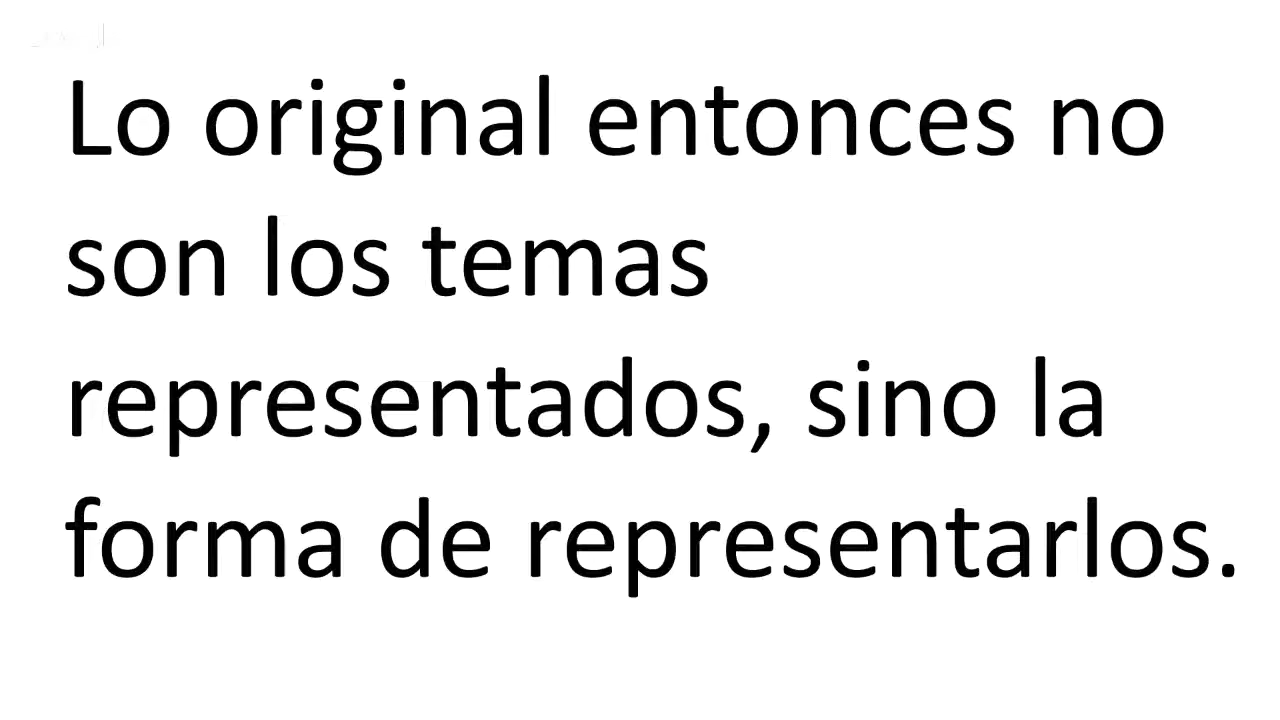 Lo original entonces no
son los temas
representados, sino la
forma de representarlos.